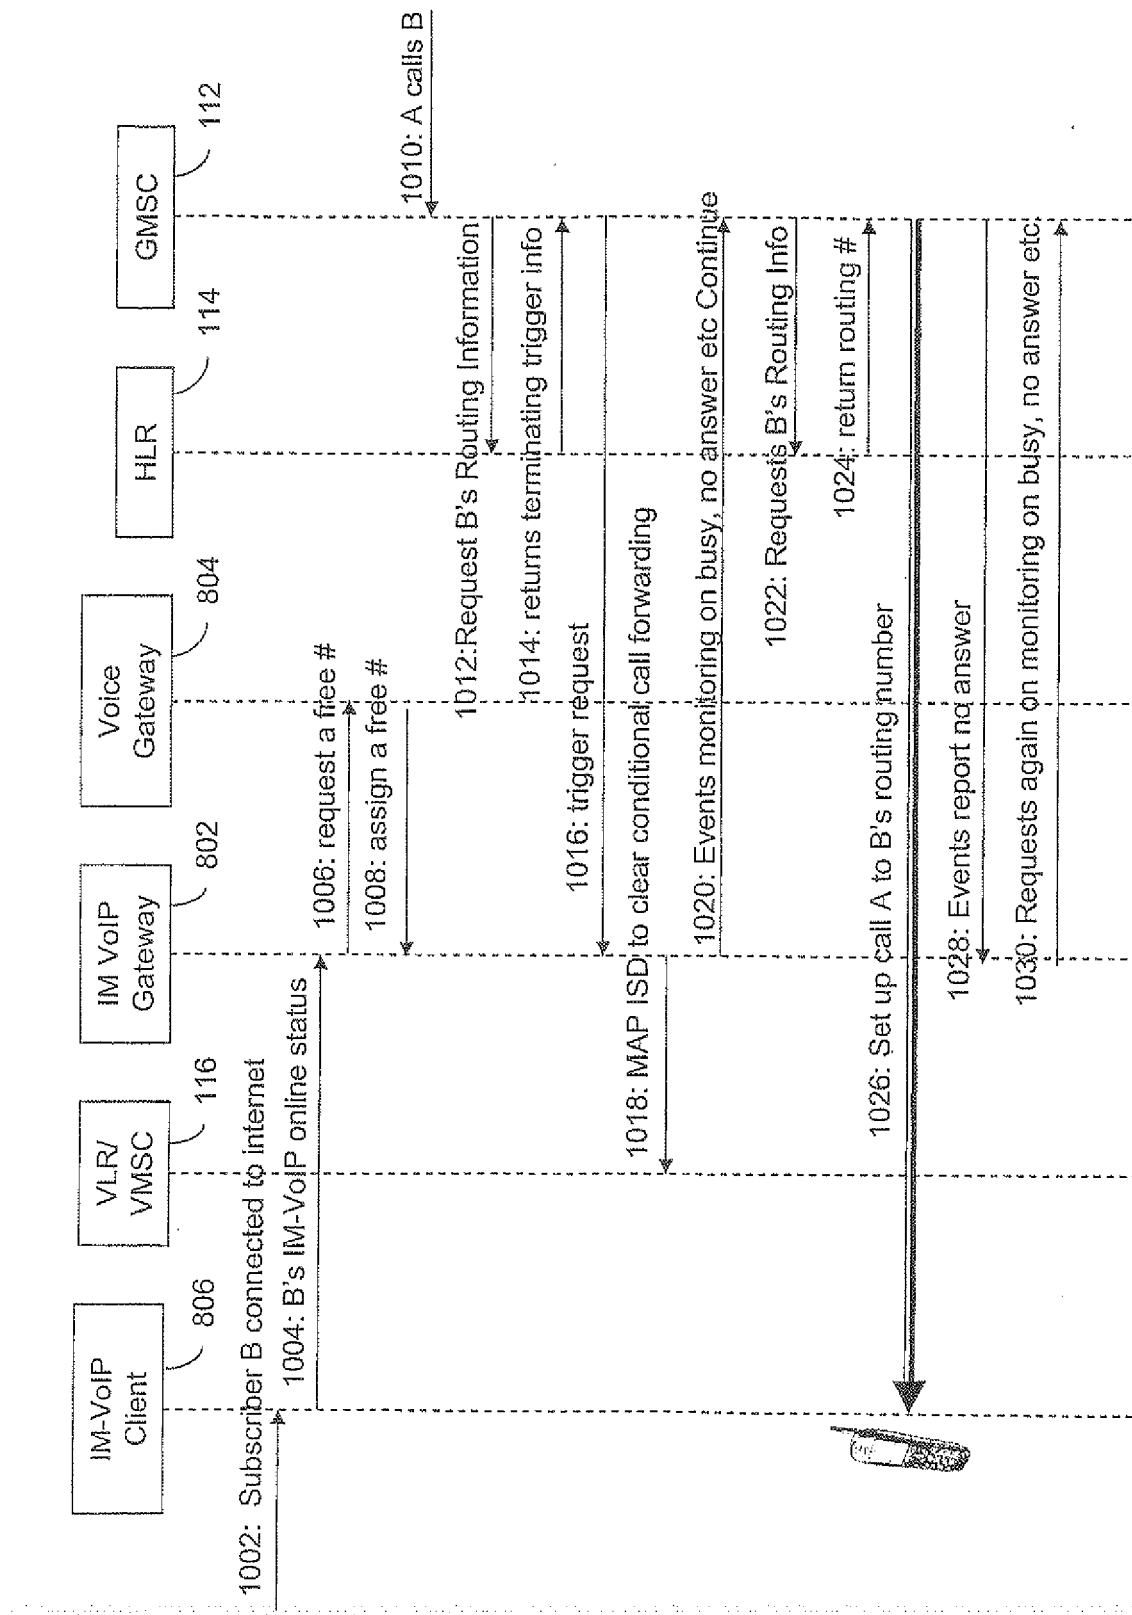 IM-VoIP
Client
806
VLR/
VMSC
116
IM VoIP
Gateway
802
Voice
Gateway
804
HLR
114
GMSC
112
1002: Subscriber B connected to internet
1004: B's IM-VoIP online status
1006: request a free #
1008: assign a free #
1010: A calls B
1012:Request B's Routing Information
1014: returns terminating trigger info
1016: trigger request
1018: MAP ISD to clear conditional call forwarding
1020: Events monitoring on busy, no answer etc Continue
1022: Requests B's Routing Info
1024: return routing #
1026: Set up call A to B's routing number
1028: Events report no answer
1030: Requests again on monitoring on busy, no answer etc